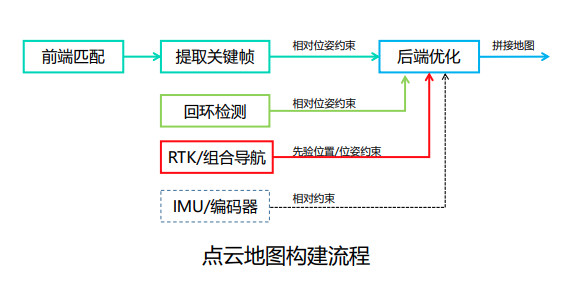 前端匹配
提取关键帧
相对位姿约束
后端优化
拼接地图
回环检测
相对位姿约束
RTK/组合导航
先验位置/位姿约束
IMU/编码器
相对约束
点云地图构建流程